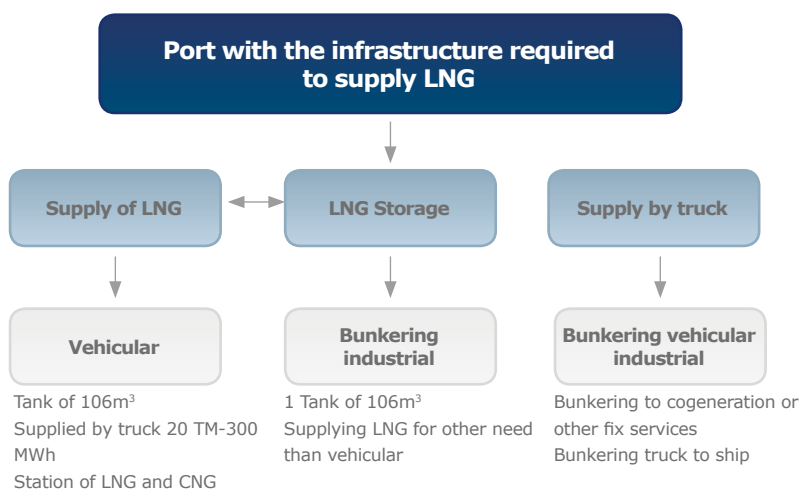 Port with the infrastructure required
to supply LNG
Supply of LNG
LNG Storage
Supply by truck
Vehicular
Bunkering
industrial
Bunkering vehicular
industrial
Tank of 106m³
Supplied by truck 20 TM-300
MWh
Station of LNG and CNG
1 Tank of 106m³
Supplying LNG for other need
than vehicular
Bunkering to cogeneration or
other fix services
Bunkering truck to ship